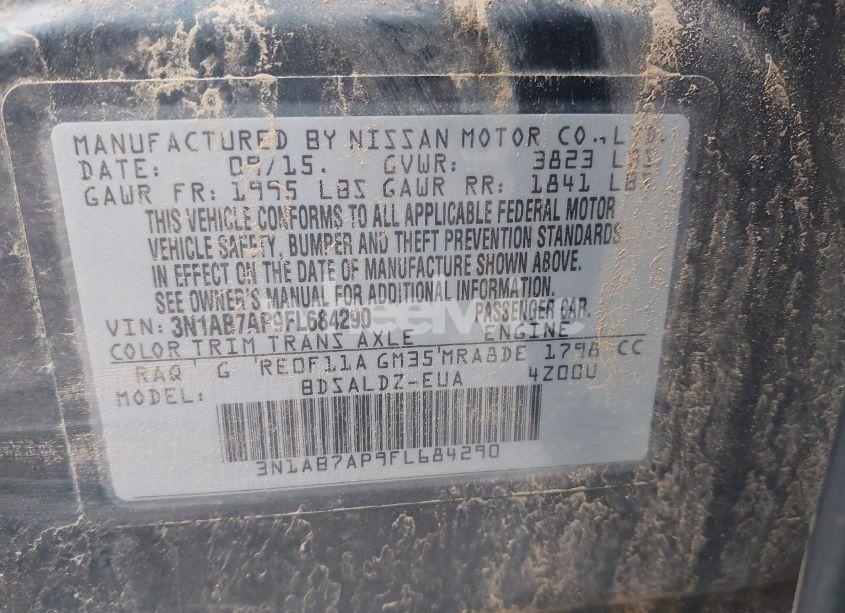 MANUFACTURED BY NISSAN MOTOR CO., LTD.
DATE: 09/15. GVWR: 3823 LBS
GAWR FR: 1995 LBS GAWR RR: 1841 LBS
THIS VEHICLE CONFORMS TO ALL APPLICABLE FEDERAL MOTOR
VEHICLE SAFETY, BUMPER AND THEFT PREVENTION STANDARDS
IN EFFECT ON THE DATE OF MANUFACTURE SHOWN ABOVE.
SEE OWNER'S MANUAL FOR ADDITIONAL INFORMATION.
VIN: 3N1AB7AP9FL684290 PASSENGER CAR.
COLOR TRIM TRANS AXLE ENGINE
RAQ G RE0F11A GM35 MRA8DE 1798 CC
MODEL: BDSALDZ-EUA 4Z00U
3N1AB7AP9FL684290